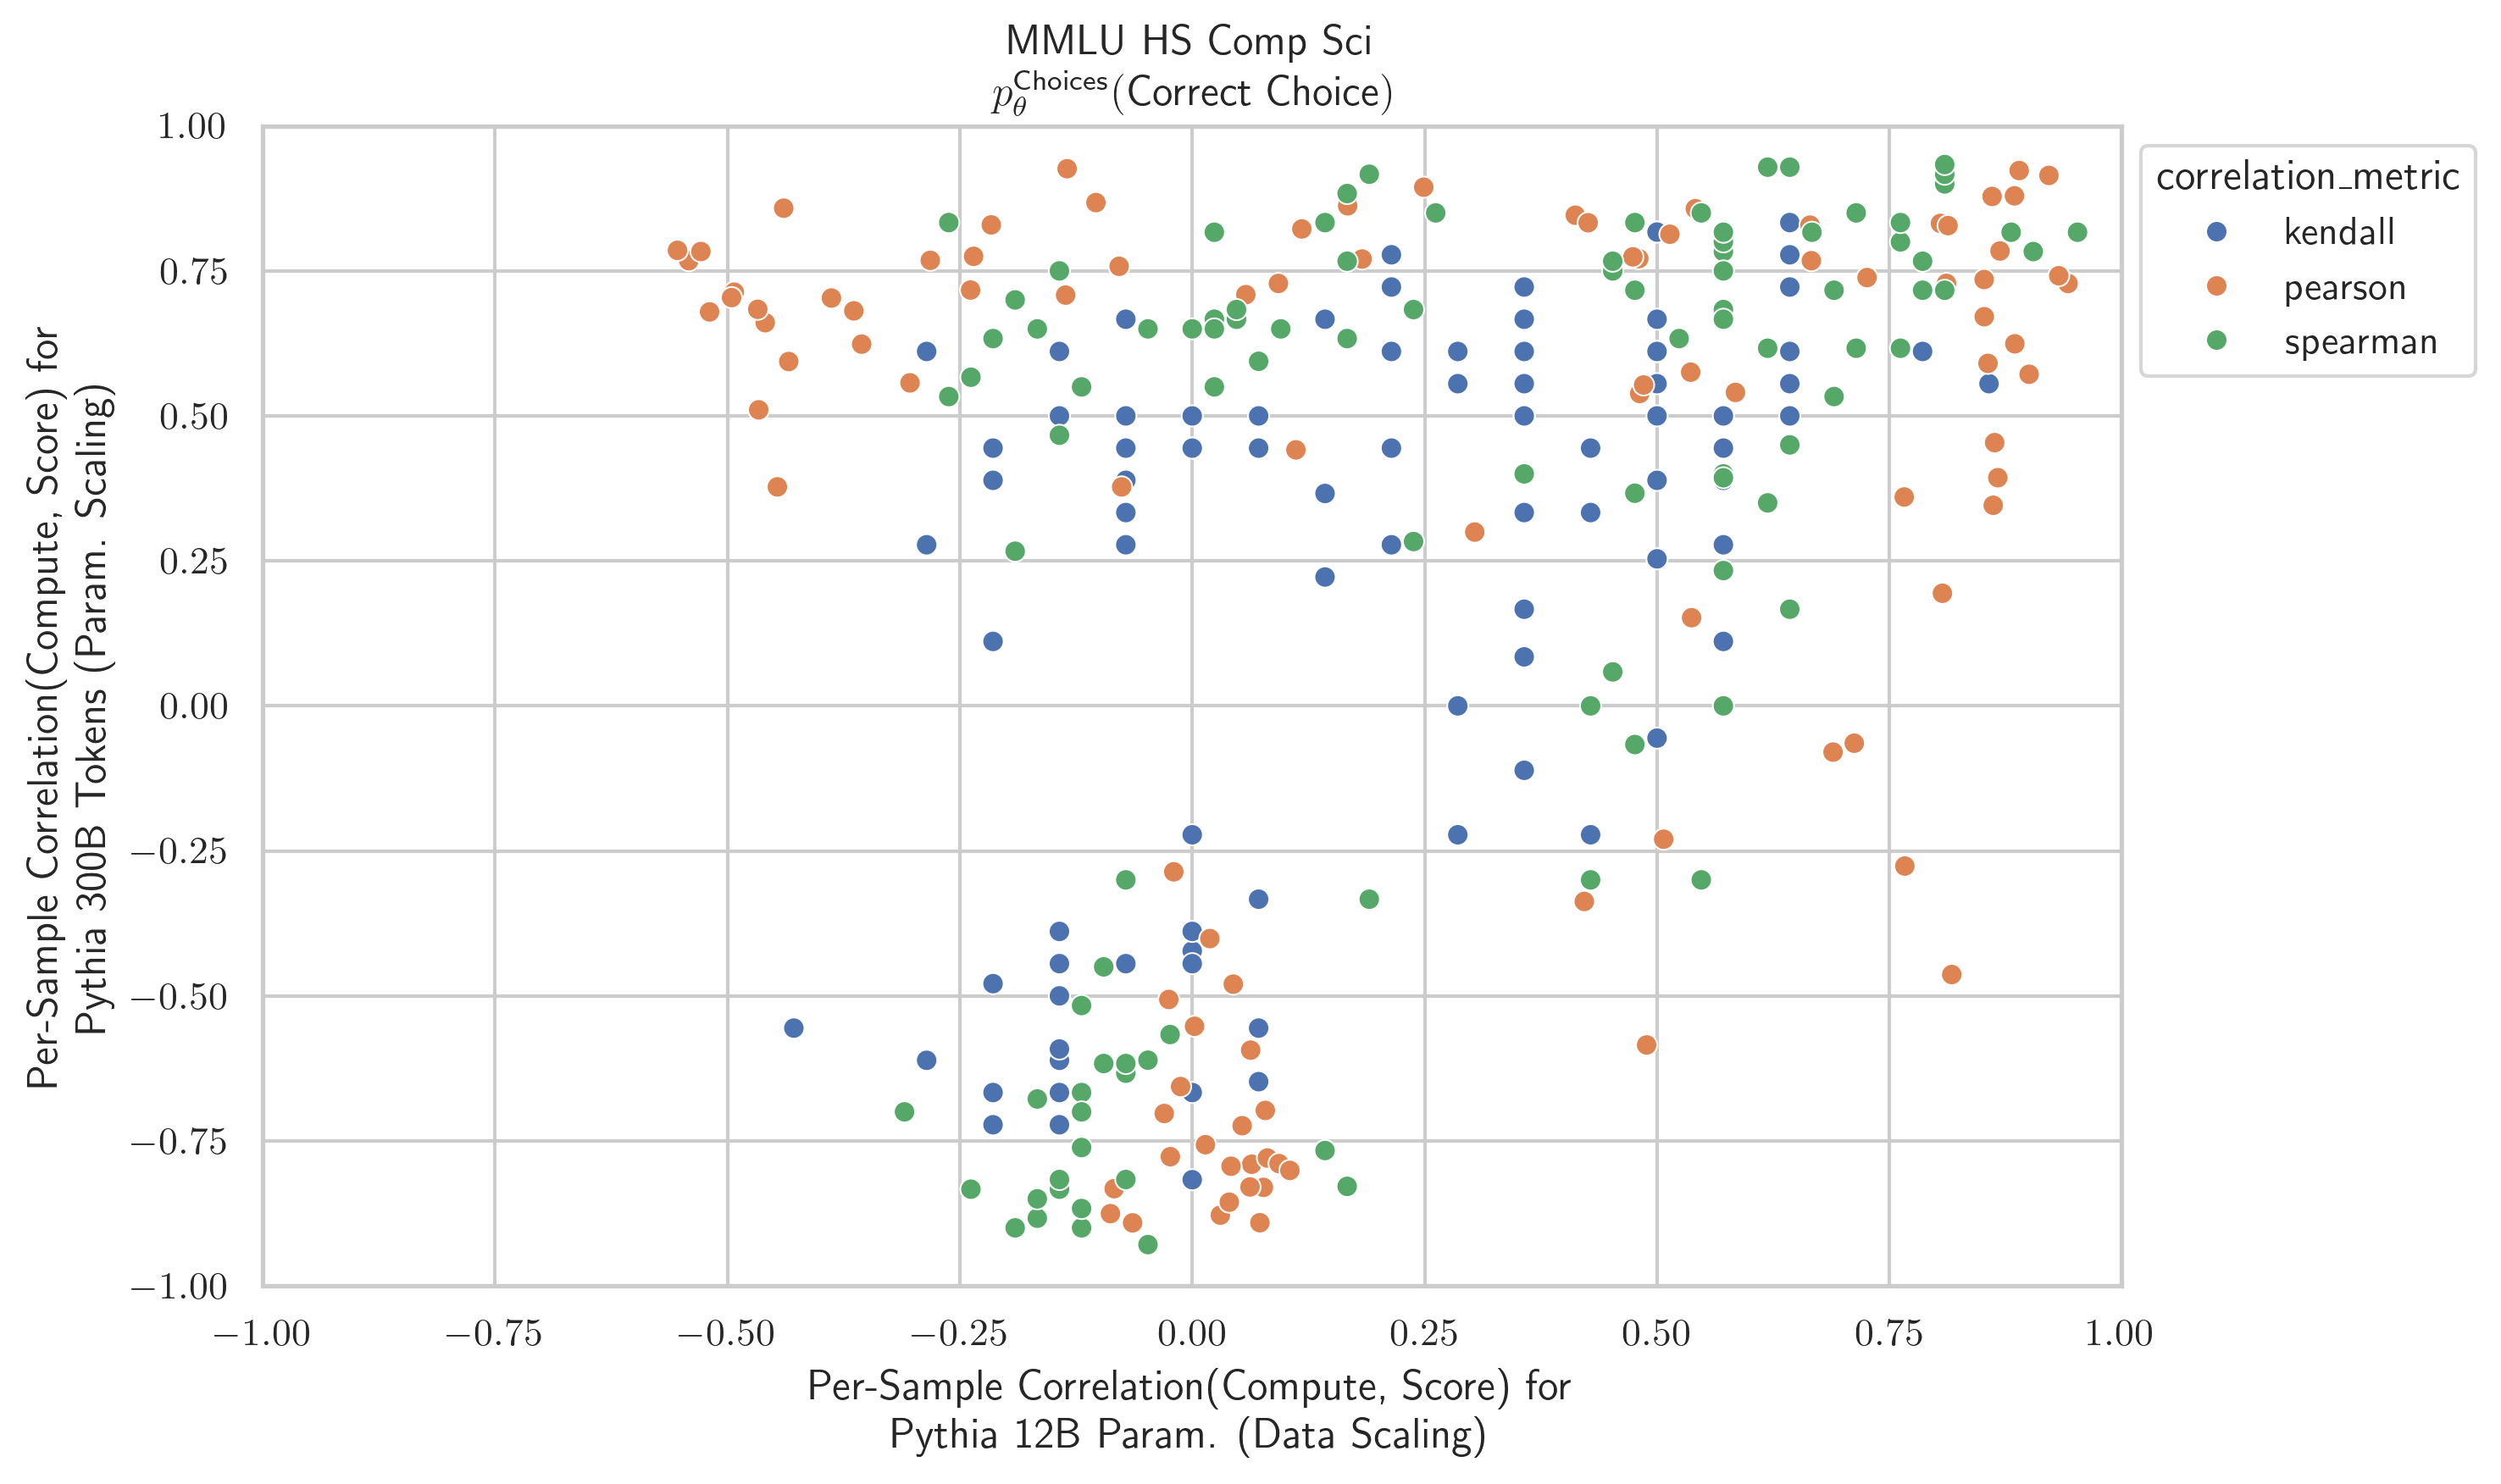 MMLU HS Comp Sci
p_θ^Choices(Correct Choice)
Per-Sample Correlation(Compute, Score) for
Pythia 300B Tokens (Param. Scaling)
1.00
0.75
0.50
0.25
0.00
−0.25
−0.50
−0.75
−1.00
−1.00
−0.75
−0.50
−0.25
0.00
0.25
0.50
0.75
1.00
Per-Sample Correlation(Compute, Score) for
Pythia 12B Param. (Data Scaling)
correlation_metric
kendall
pearson
spearman